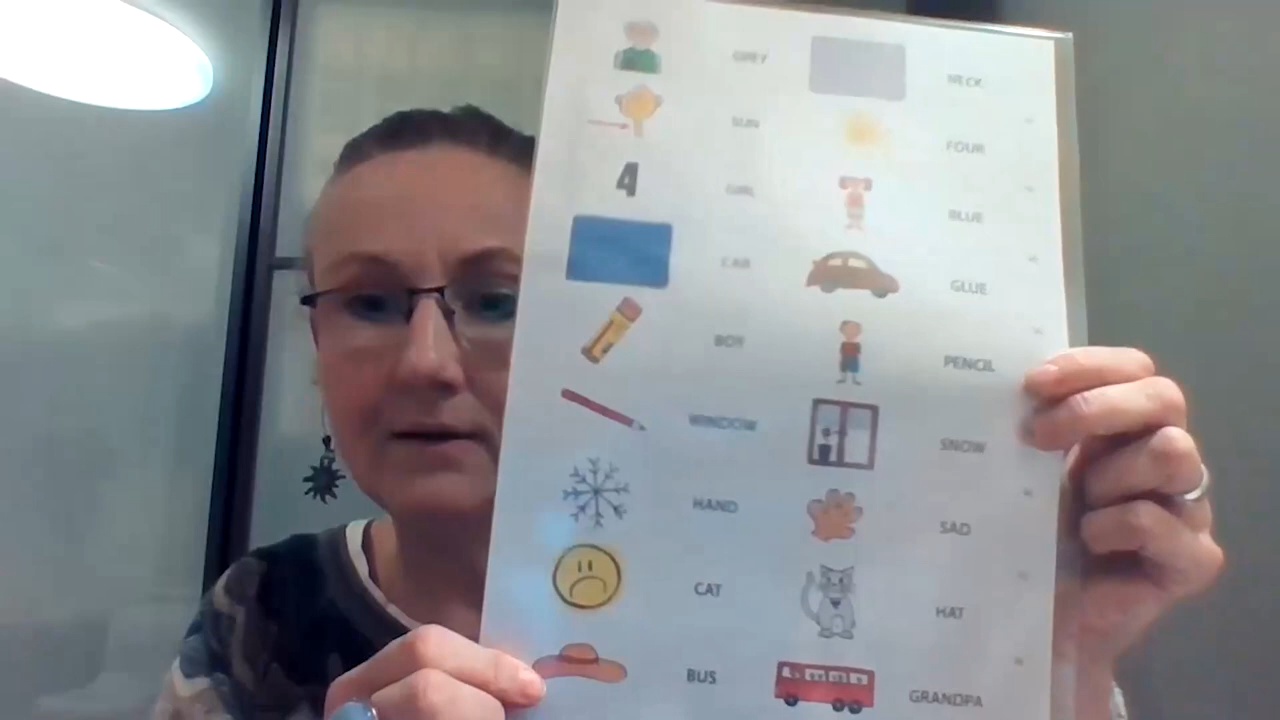 GREY NECK
SUN FOUR
4 GIRL BLUE
CAR GLUE
BOY PENCIL
WINDOW SNOW
HAND SAD
CAT HAT
BUS GRANDPA